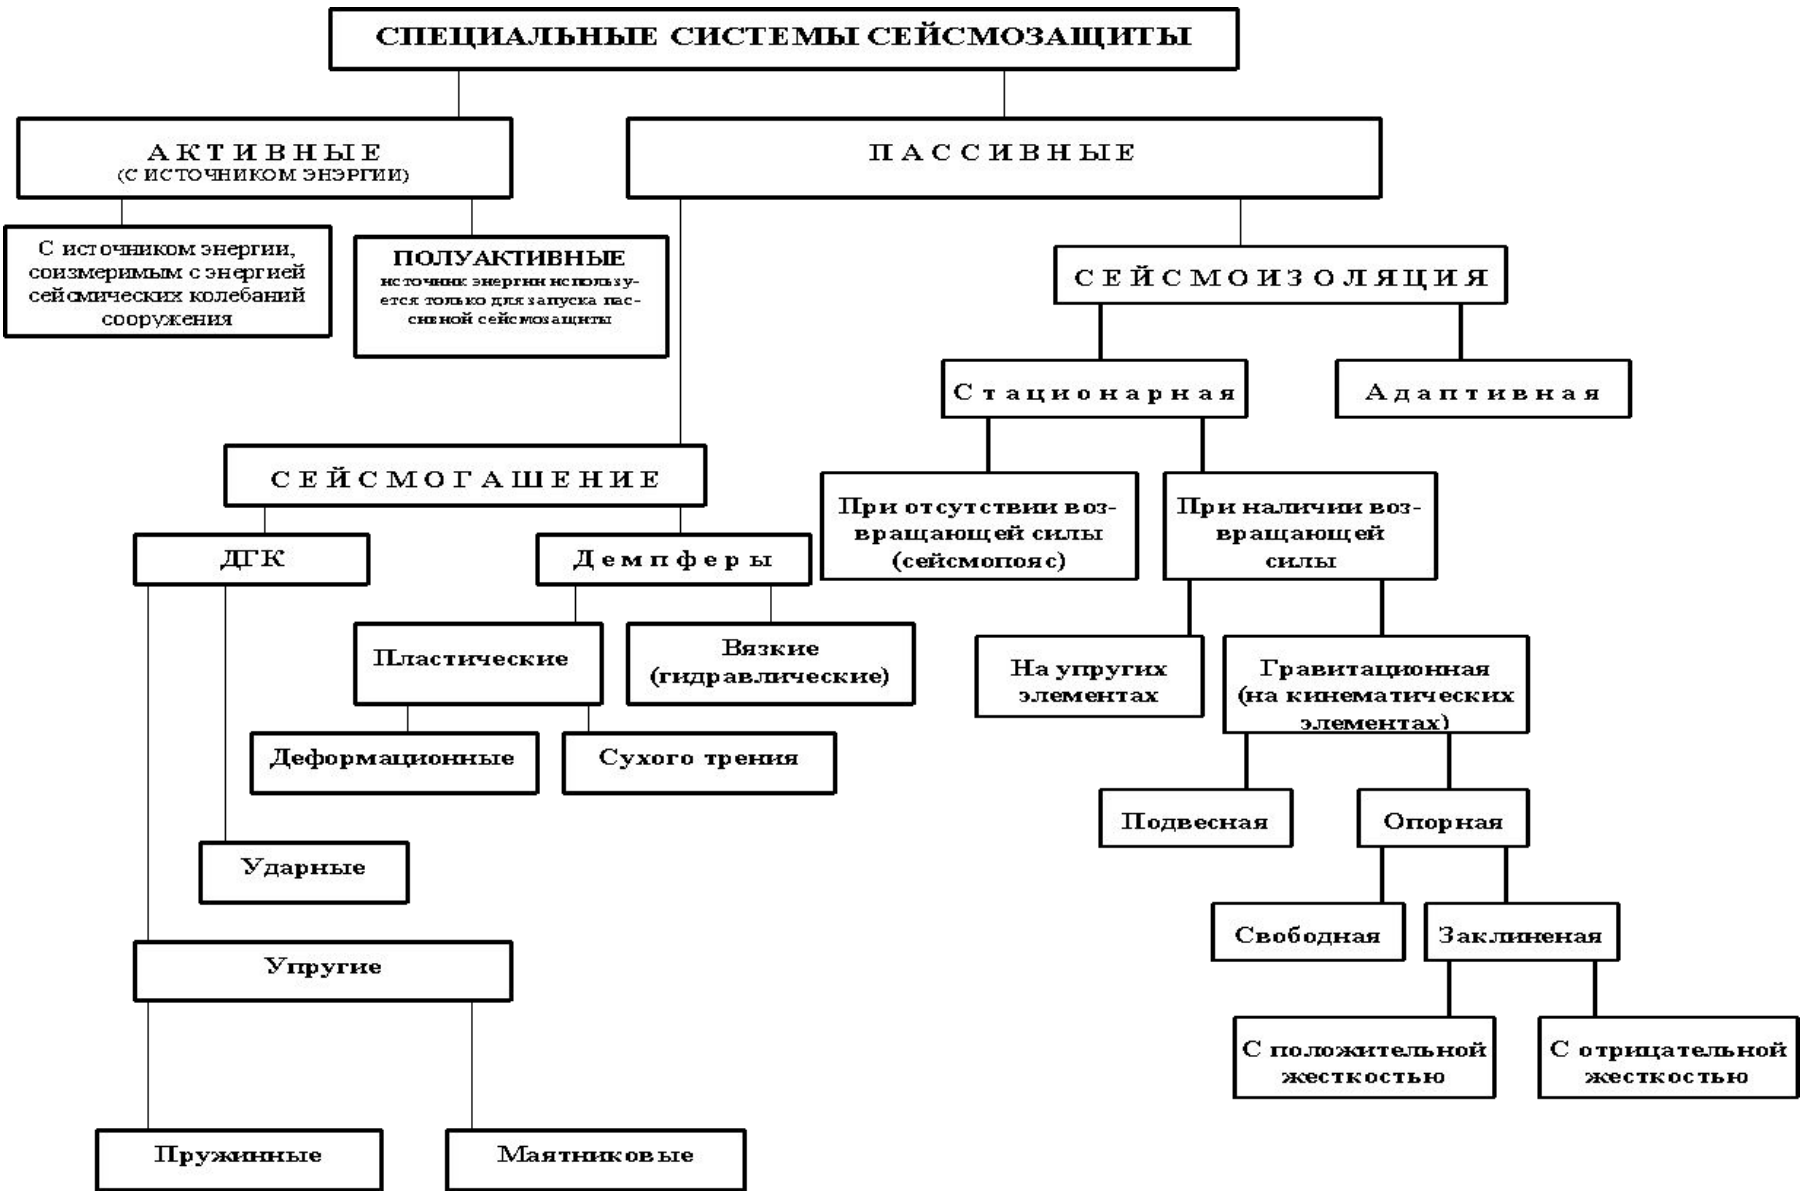 СПЕЦИАЛЬНЫЕ СИСТЕМЫ СЕЙСМОЗАЩИТЫ
АКТИВНЫЕ
(С ИСТОЧНИКОМ ЭНЭРГИИ)
ПАССИВНЫЕ
С источником энергии,
соизмеримым с энергией
сейсмических колебаний
сооружения
ПОЛУАКТИВНЫЕ
источник энергии использу-
ется только для запуска пас-
сивной сейсмозащиты
СЕЙСМОИЗОЛЯЦИЯ
Стационарная
Адаптивная
СЕЙСМОГАШЕНИЕ
При отсутствии воз-
вращающей силы
(сейсмопояс)
При наличии воз-
вращающей
силы
ДГК
Демпферы
Пластические
Вязкие
(гидравлические)
На упругих
элементах
Гравитационная
(на кинематических
элементах)
Деформационные
Сухого трения
Подвесная
Опорная
Ударные
Свободная
Заклиненая
Упругие
С положительной
жесткостью
С отрицательной
жесткостью
Пружинные
Маятниковые